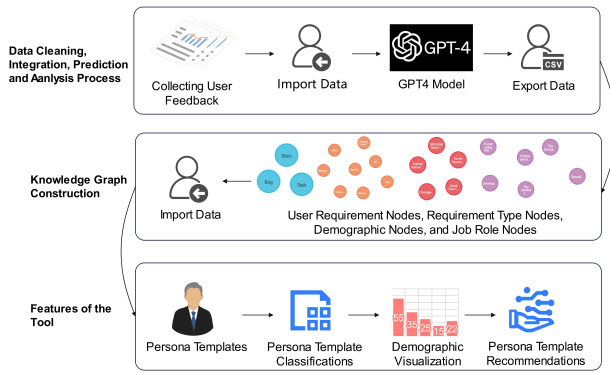 Data Cleaning,
Integration, Prediction
and Aanlysis Process
Collecting User
Feedback
Import Data
GPT-4
GPT4 Model
CSV
Export Data
Knowledge Graph
Construction
Import Data
Story
Bug
Task
User Requirement Nodes, Requirement Type Nodes,
Demographic Nodes, and Job Role Nodes
Features of the
Tool
Persona Templates
Persona Template
Classifications
55
35
25
15
22
Demographic
Visualization
Persona Template
Recommendations